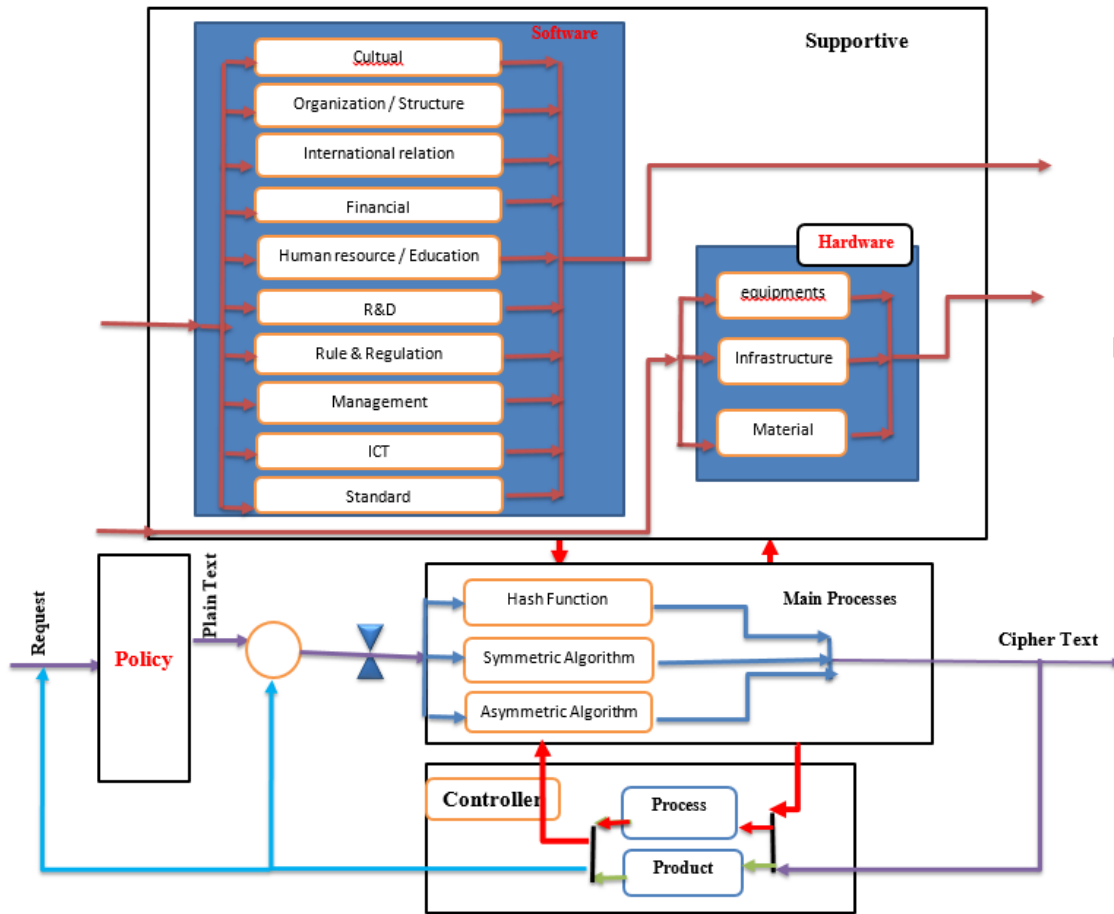 Software
Supportive
Cultual
Organization / Structure
International relation
Financial
Human resource / Education
R&D
Rule & Regulation
Management
ICT
Standard
Hardware
equipments
Infrastructure
Material
Request
Policy
Plain Text
Hash Function
Symmetric Algorithm
Asymmetric Algorithm
Main Processes
Cipher Text
Controller
Process
Product